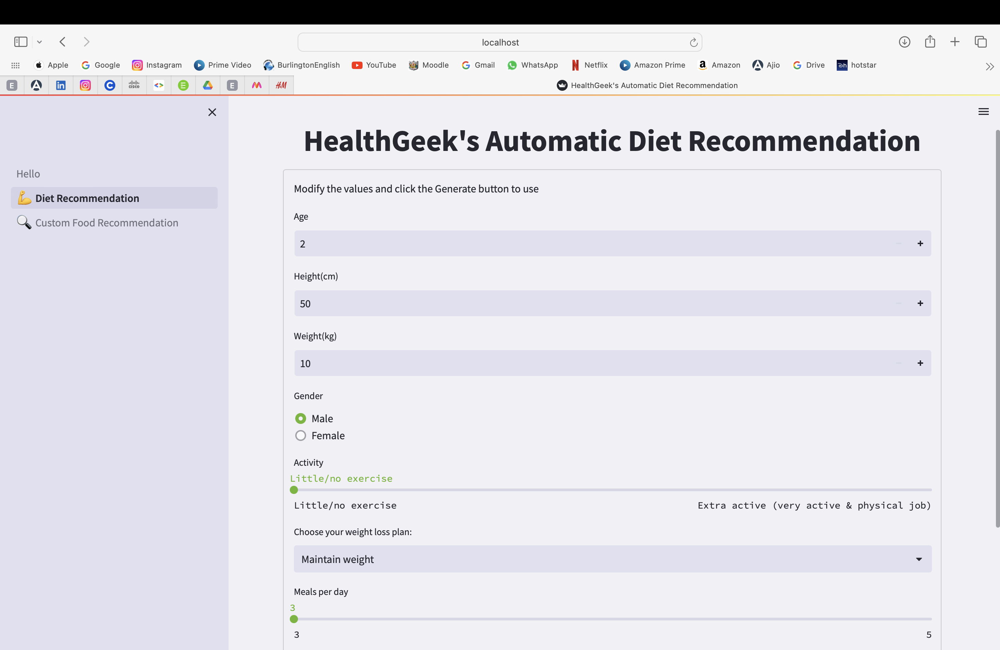 localhost
Apple Google Instagram Prime Video BurlingtonEnglish YouTube Moodle Gmail WhatsApp Netflix Amazon Prime Amazon Ajio Drive hotstar
E in C CISCO E E H&M HealthGeek's Automatic Diet Recommendation
HealthGeek's Automatic Diet Recommendation
Hello
Diet Recommendation
Custom Food Recommendation
Modify the values and click the Generate button to use
Age
2
Height(cm)
50
Weight(kg)
10
Gender
Male
Female
Activity
Little/no exercise
Little/no exercise Extra active (very active & physical job)
Choose your weight loss plan:
Maintain weight
Meals per day
3
3 5